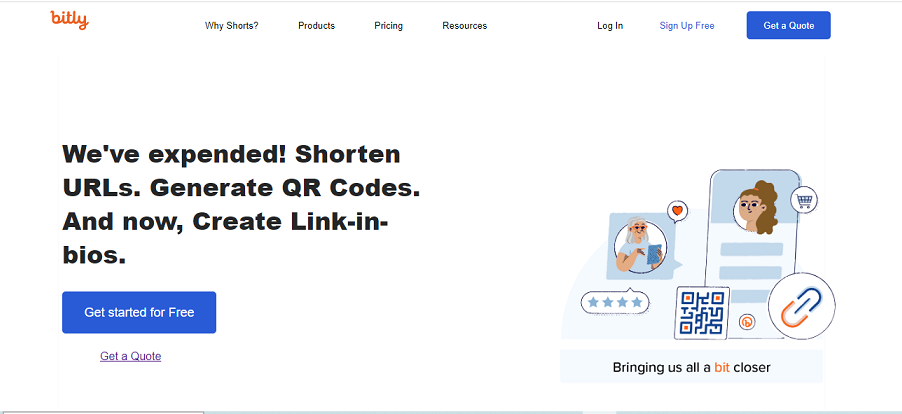 bitly
Why Shorts? Products Pricing Resources Log In Sign Up Free Get a Quote
We've expended! Shorten
URLs. Generate QR Codes.
And now, Create Link-in-
bios.
Get started for Free
Get a Quote
Bringing us all a bit closer